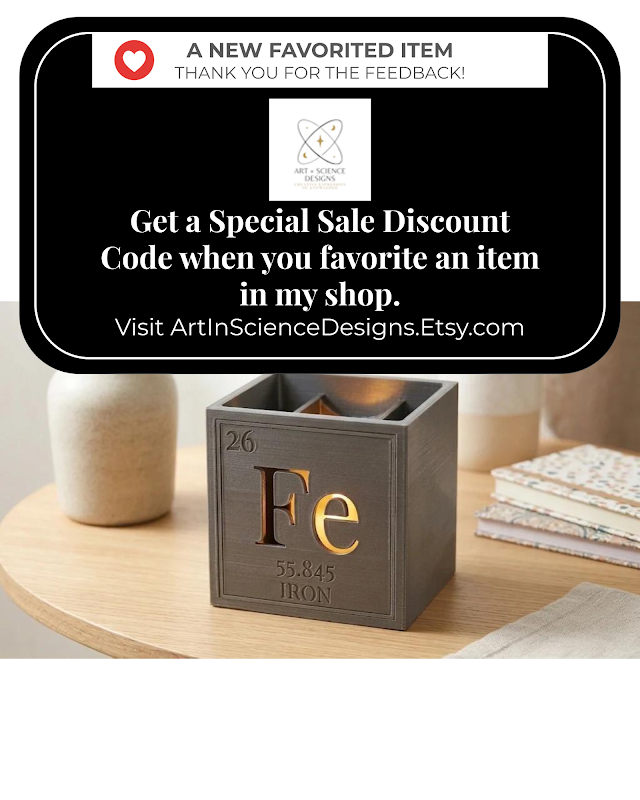 A NEW FAVORITED ITEM
THANK YOU FOR THE FEEDBACK!
ART + SCIENCE
DESIGNS
Get a Special Sale Discount
Code when you favorite an item
in my shop.
Visit ArtInScienceDesigns.Etsy.com
26
Fe
55.845
IRON